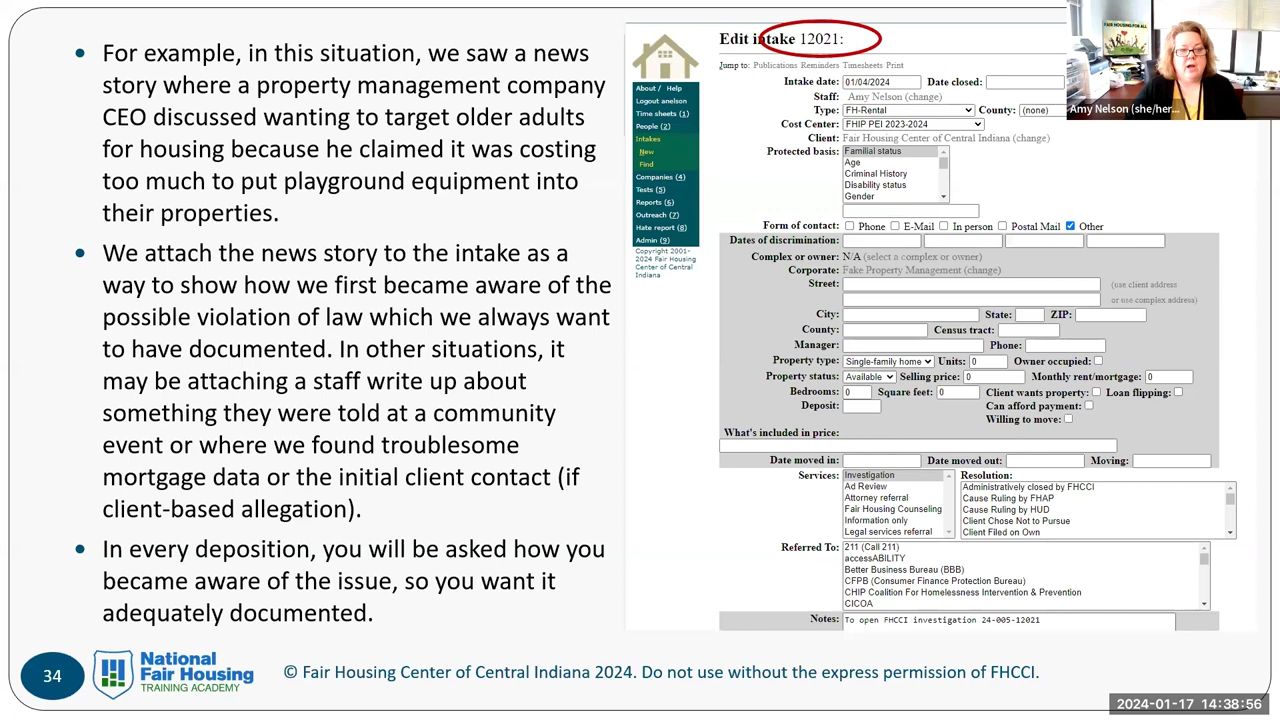 • For example, in this situation, we saw a news
story where a property management company
CEO discussed wanting to target older adults
for housing because he claimed it was costing
too much to put playground equipment into
their properties.
• We attach the news story to the intake as a
way to show how we first became aware of the
possible violation of law which we always want
to have documented. In other situations, it
may be attaching a staff write up about
something they were told at a community
event or where we found troublesome
mortgage data or the initial client contact (if
client-based allegation).
• In every deposition, you will be asked how you
became aware of the issue, so you want it
adequately documented.
About / Help
Logout anelson
Time sheets (1)
People (2)
Intakes
New
Find
Companies (4)
Tests (5)
Reports (6)
Outreach (7)
Hate report (8)
Admin (9)
Copyright 2001-
2024 Fair Housing
Center of Central
Indiana
Edit intake 12021:
Jump to: Publications Reminders Timesheets Print
Intake date: 01/04/2024 Date closed:
Staff: Amy Nelson (change)
Type: FH-Rental County: (none)
Cost Center: FHIP PEI 2023-2024
Client: Fair Housing Center of Central Indiana (change)
Protected basis: Familial status
Age
Criminal History
Disability status
Gender
Form of contact: Phone E-Mail In person Postal Mail Other
Dates of discrimination:
Complex or owner: N/A (select a complex or owner)
Corporate: Fake Property Management (change)
Street: (use client address
or use complex address)
City: State: ZIP:
County: Census tract:
Manager: Phone:
Property type: Single-family home Units: 0 Owner occupied:
Property status: Available Selling price: 0 Monthly rent/mortgage: 0
Bedrooms: 0 Square feet: 0 Client wants property: Loan flipping:
Deposit: Can afford payment:
Willing to move:
What's included in price:
Date moved in: Date moved out: Moving:
Services: Investigation Resolution:
Ad Review Administratively closed by FHCCI
Attorney referral Cause Ruling by FHAP
Fair Housing Counseling Cause Ruling by HUD
Information only Client Chose Not to Pursue
Legal services referral Client Filed on Own
Referred To: 211 (Call 211)
accessABILITY
Better Business Bureau (BBB)
CFPB (Consumer Finance Protection Bureau)
CHIP Coalition For Homelessness Intervention & Prevention
CICOA
Notes: To open FHCCI investigation 24-005-12021
FAIR HOUSING FOR ALL
Amy Nelson (she/her...
34
National
Fair Housing
TRAINING ACADEMY
© Fair Housing Center of Central Indiana 2024. Do not use without the express permission of FHCCI.
2024-01-17 14:38:56